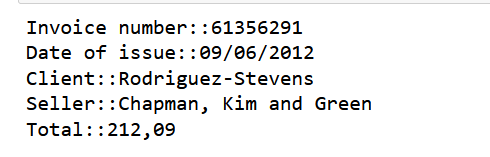 Invoice number::61356291
Date of issue::09/06/2012
Client::Rodriguez-Stevens
Seller::Chapman, Kim and Green
Total::212,09